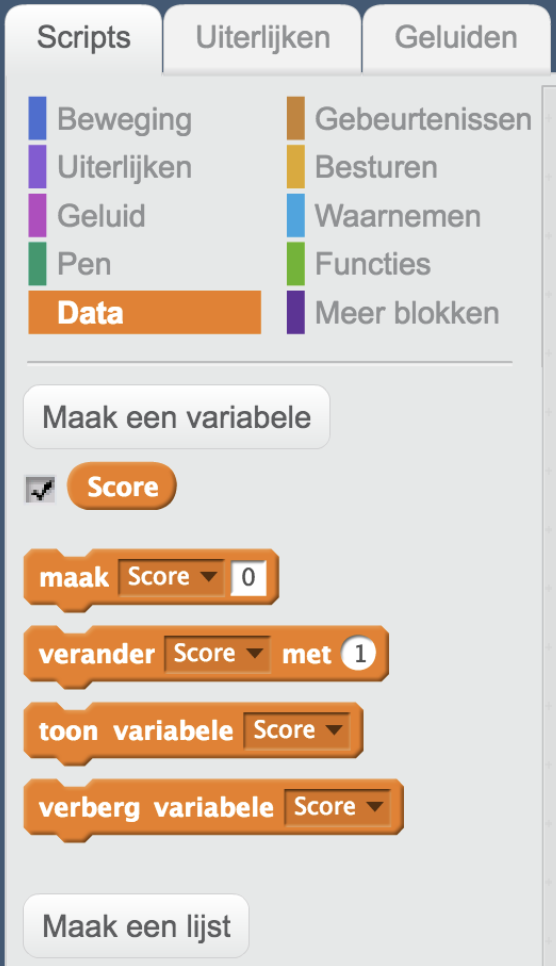 Scripts Uiterlijken Geluiden
Beweging Gebeurtenissen
Uiterlijken Besturen
Geluid Waarnemen
Pen Functies
Data Meer blokken
Maak een variabele
Score
maak Score 0
verander Score met 1
toon variabele Score
verberg variabele Score
Maak een lijst